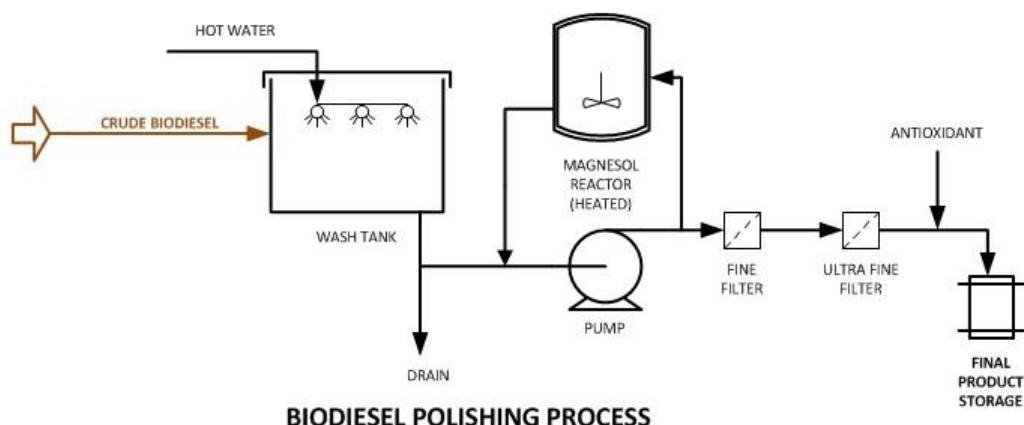 HOT WATER
CRUDE BIODIESEL
WASH TANK
DRAIN
MAGNESOL
REACTOR
(HEATED)
PUMP
FINE
FILTER
ULTRA FINE
FILTER
ANTIOXIDANT
FINAL
PRODUCT
STORAGE
BIODIESEL POLISHING PROCESS